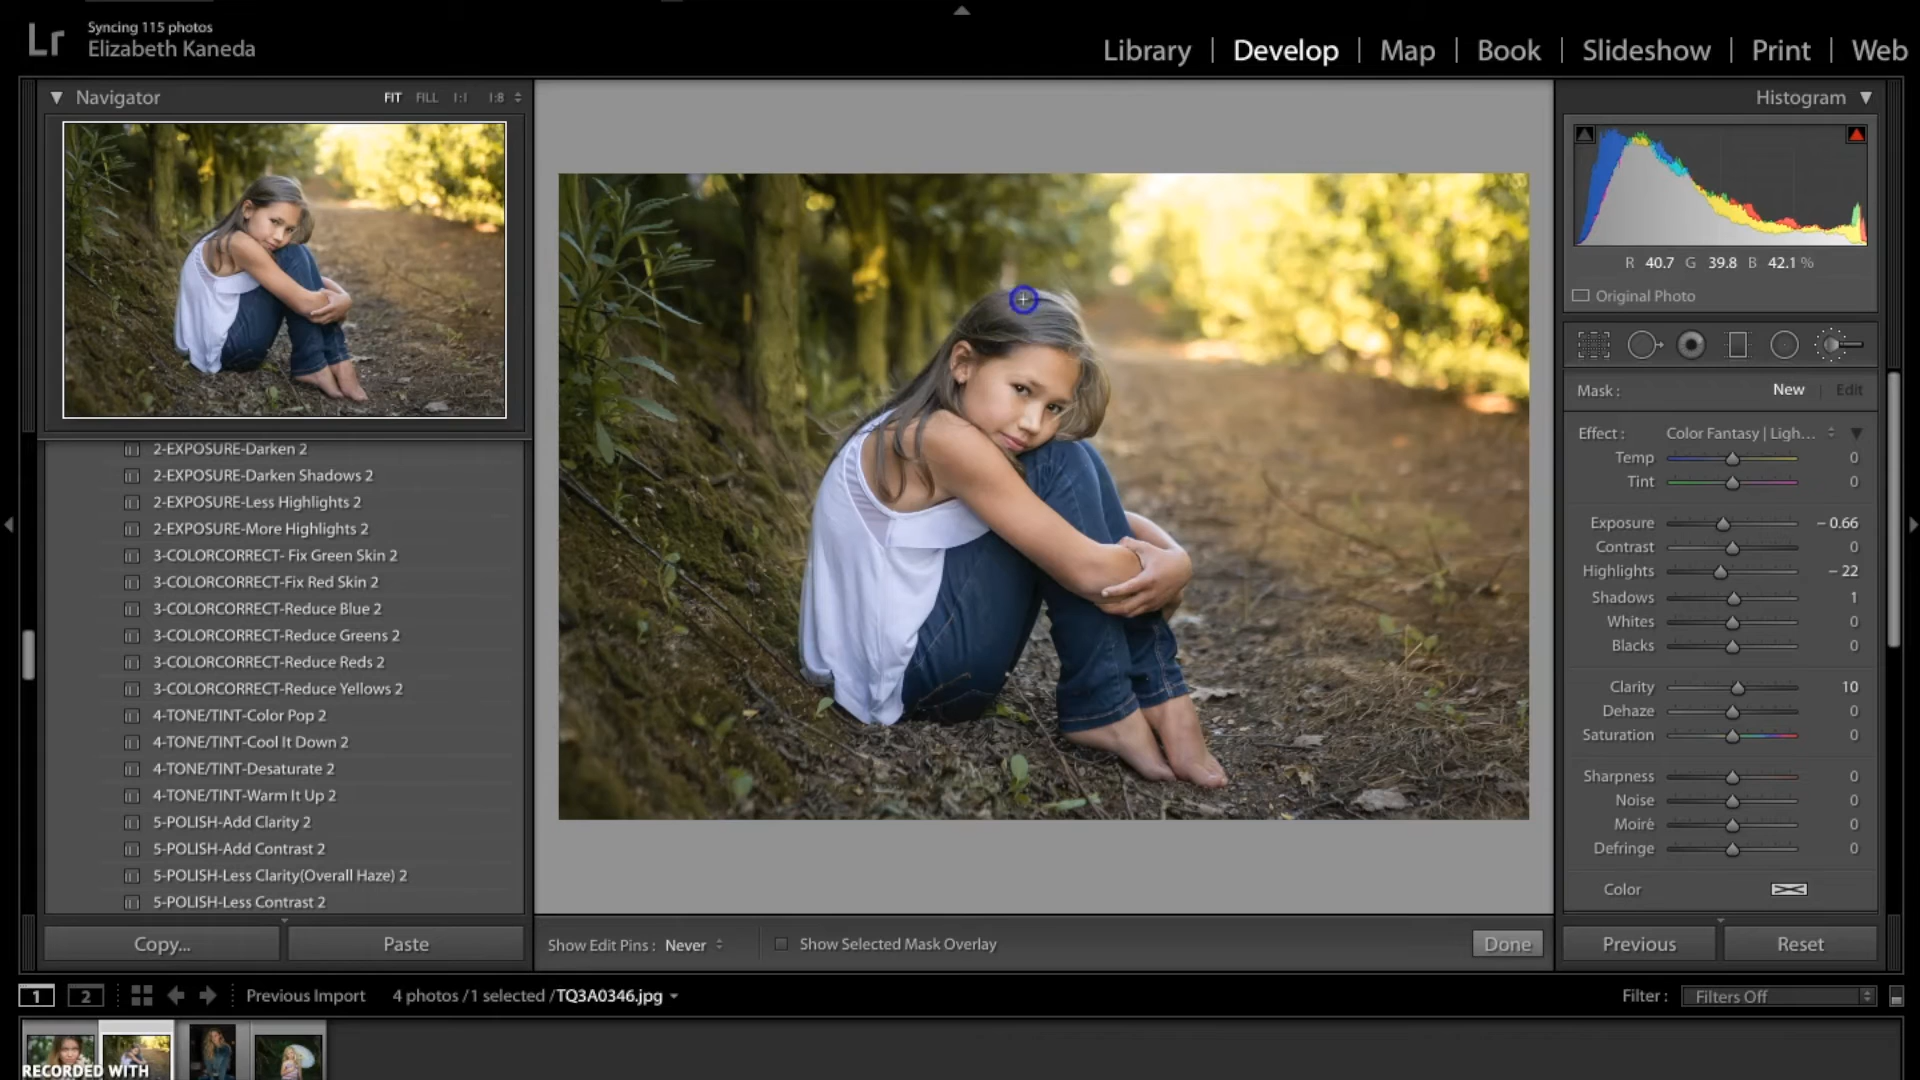 Lr
Syncing 115 photos
Elizabeth Kaneda
Library | Develop | Map | Book | Slideshow | Print | Web
Navigator
FIT FILL 1:1 1:8
2-EXPOSURE-Darken 2
2-EXPOSURE-Darken Shadows 2
2-EXPOSURE-Less Highlights 2
2-EXPOSURE-More Highlights 2
3-COLORCORRECT- Fix Green Skin 2
3-COLORCORRECT-Fix Red Skin 2
3-COLORCORRECT-Reduce Blue 2
3-COLORCORRECT-Reduce Greens 2
3-COLORCORRECT-Reduce Reds 2
3-COLORCORRECT-Reduce Yellows 2
4-TONE/TINT-Color Pop 2
4-TONE/TINT-Cool It Down 2
4-TONE/TINT-Desaturate 2
4-TONE/TINT-Warm It Up 2
5-POLISH-Add Clarity 2
5-POLISH-Add Contrast 2
5-POLISH-Less Clarity(Overall Haze) 2
5-POLISH-Less Contrast 2
Copy... Paste
Show Edit Pins : Never
Show Selected Mask Overlay
Done
Histogram
R 40.7 G 39.8 B 42.1 %
Original Photo
Mask : New | Edit
Effect : Color Fantasy | Ligh...
Temp 0
Tint 0
Exposure – 0.66
Contrast 0
Highlights – 22
Shadows 1
Whites 0
Blacks 0
Clarity 10
Dehaze 0
Saturation 0
Sharpness 0
Noise 0
Moiré 0
Defringe 0
Color
Previous Reset
1 2 Previous Import 4 photos /1 selected /TQ3A0346.jpg
Filter : Filters Off
RECORDED WITH